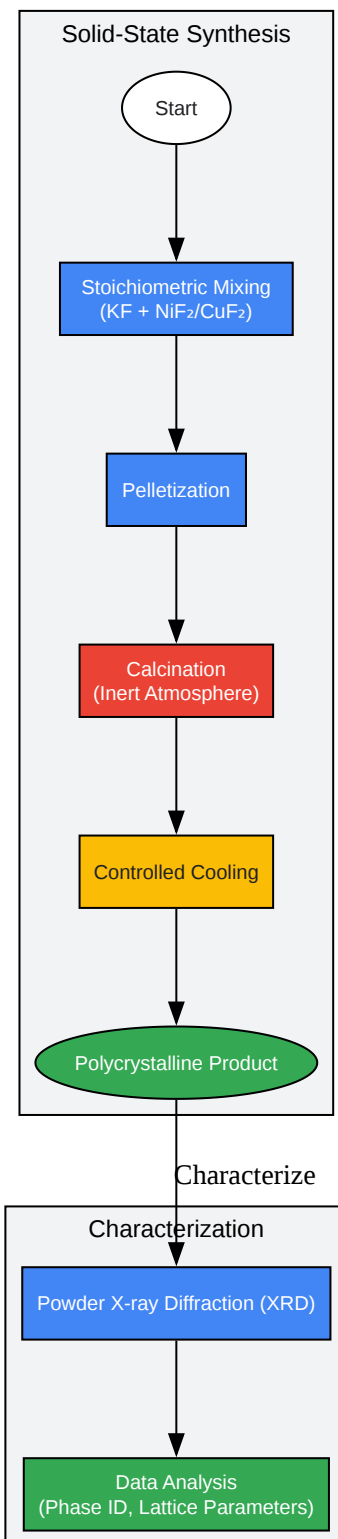 Solid-State Synthesis
Start
Stoichiometric Mixing
(KF + NiF₂/CuF₂)
Pelletization
Calcination
(Inert Atmosphere)
Controlled Cooling
Polycrystalline Product
Characterize
Characterization
Powder X-ray Diffraction (XRD)
Data Analysis
(Phase ID, Lattice Parameters)